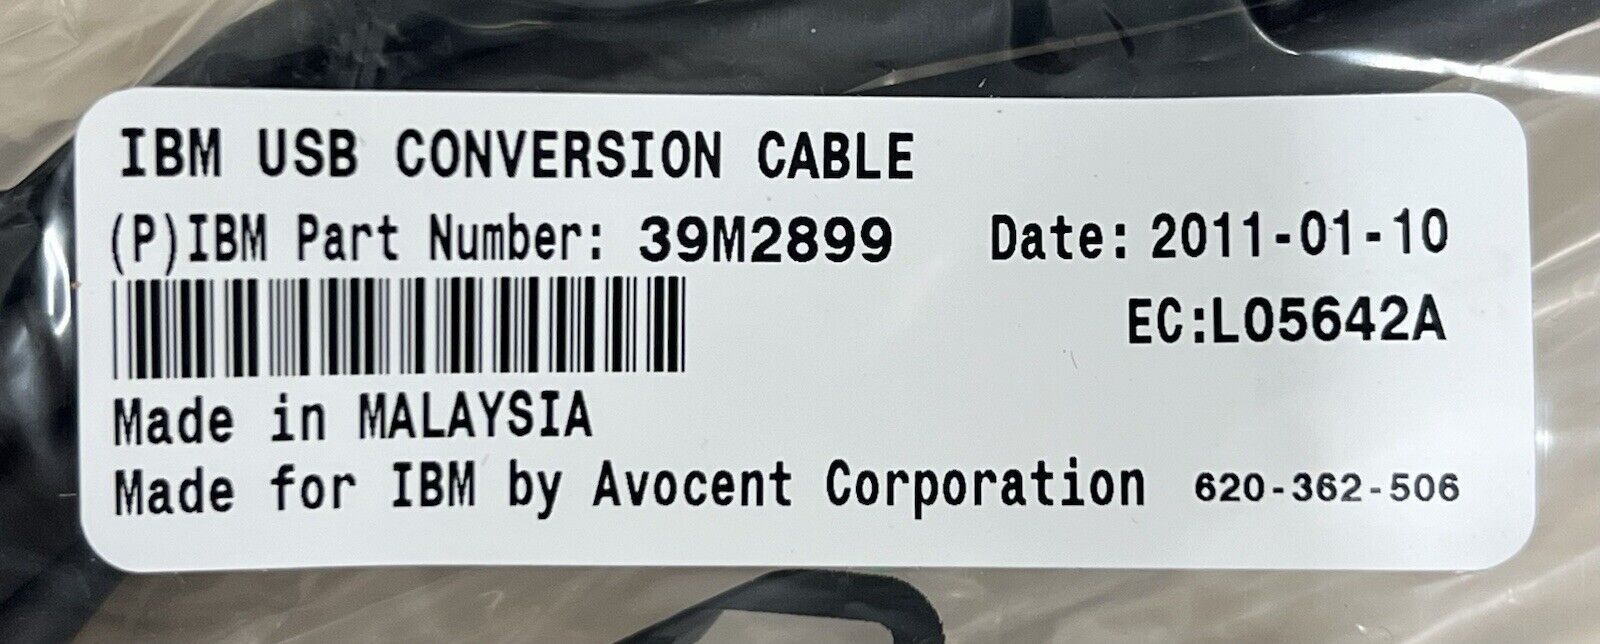 IBM USB CONVERSION CABLE
(P)IBM Part Number: 39M2899 Date: 2011-01-10
EC:L05642A
Made in MALAYSIA
Made for IBM by Avocent Corporation 620-362-506